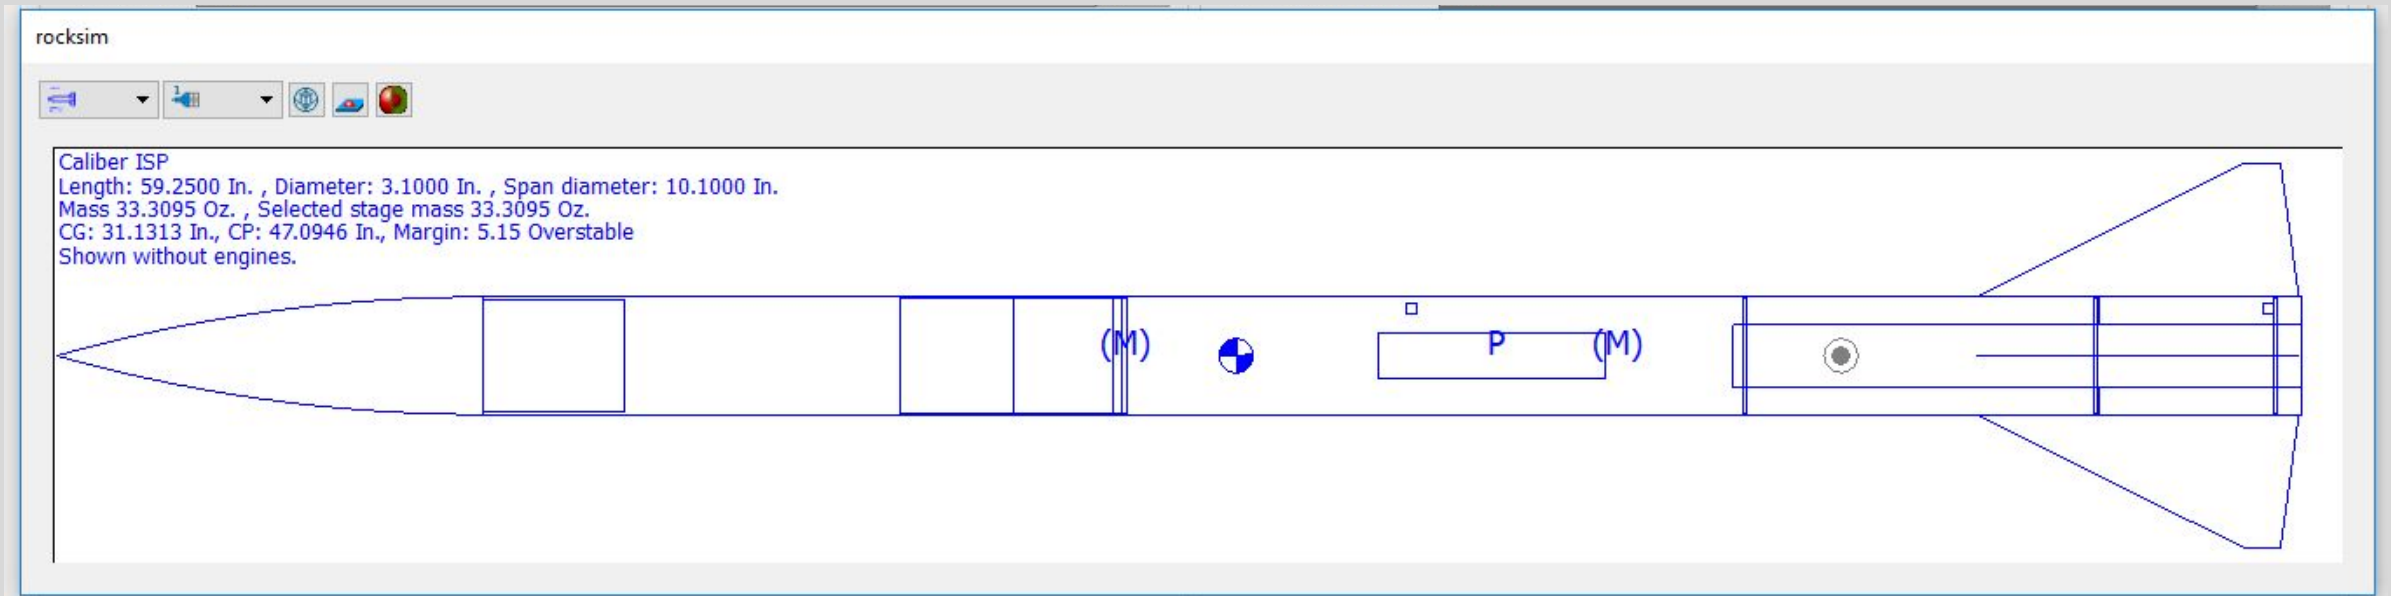 rocksim
1
Caliber ISP
Length: 59.2500 In. , Diameter: 3.1000 In. , Span diameter: 10.1000 In.
Mass 33.3095 Oz. , Selected stage mass 33.3095 Oz.
CG: 31.1313 In., CP: 47.0946 In., Margin: 5.15 Overstable
Shown without engines.
(M) P (M)